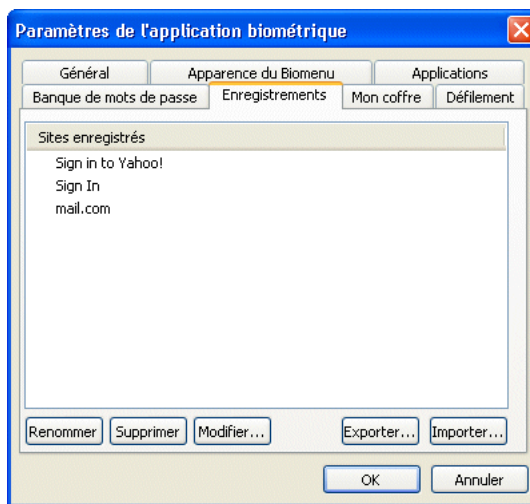 Paramètres de l'application biométrique
Général Apparence du Biomenu Applications
Banque de mots de passe Enregistrements Mon coffre Défilement
Sites enregistrés
Sign in to Yahoo!
Sign In
mail.com
Renommer Supprimer Modifier... Exporter... Importer...
OK Annuler